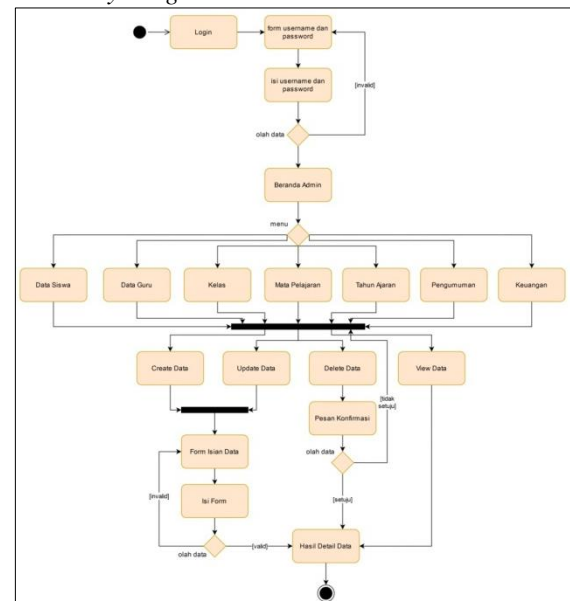 Login
form username dan
password
isi username dan
password
[invalid]
olah data
Beranda Admin
menu
Data Siswa
Data Guru
Kelas
Mata Pelajaran
Tahun Ajaran
Pengumuman
Keuangan
Create Data
Update Data
Delete Data
View Data
[tidak
setuju]
Pesan Konfirmasi
olah data
Form Isian Data
[invalid]
Isi Form
[setuju]
olah data
[valid]
Hasil Detail Data